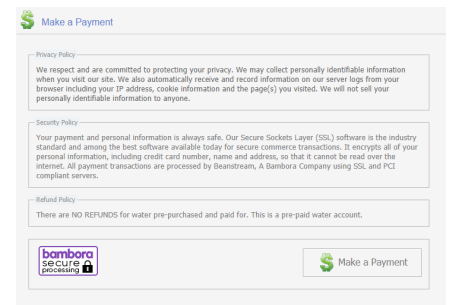 Make a Payment
Privacy Policy
We respect and are committed to protecting your privacy. We may collect personally identifiable information
when you visit our site. We also automatically receive and record information on our server logs from your
browser including your IP address, cookie information and the page(s) you visited. We will not sell your
personally identifiable information to anyone.
Security Policy
Your payment and personal information is always safe. Our Secure Sockets Layer (SSL) software is the industry
standard and among the best software available today for secure commerce transactions. It encrypts all of your
personal information, including credit card number, name and address, so that it cannot be read over the
internet. All payment transactions are processed by Beanstream, A Bambora Company using SSL and PCI
compliant servers.
Refund Policy
There are NO REFUNDS for water pre-purchased and paid for. This is a pre-paid water account.
bambora
secure
processing
Make a Payment